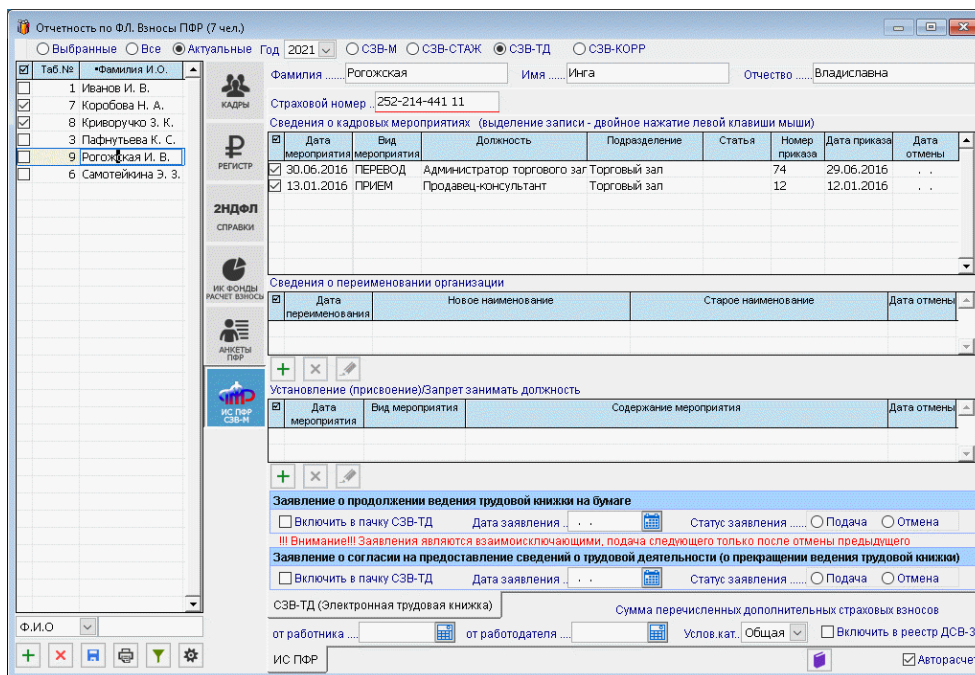 Отчетность по ФЛ. Взносы ПФР (7 чел.)
Выбранные Все Актуальные Год 2021 СЗВ-М СЗВ-СТАЖ СЗВ-ТД СЗВ-КОРР
Таб.№ Фамилия И.О.
1 Иванов И. В.
7 Коробова Н. А.
8 Криворучко З. К.
3 Пафнутьева К. С.
9 Рогожская И. В.
6 Самотейкина Э. З.
Ф.И.О
КАДРЫ
РЕГИСТР
2НДФЛ
СПРАВКИ
ИК ФОНДЫ
РАСЧЕТ ВЗНОСЫ
АНКЕТЫ
ПФР
ИС ПФР
СЗВ-М
Фамилия ....... Рогожская Имя ...... Инга Отчество ..... Владиславна
Страховой номер .. 252-214-441 11
Сведения о кадровых мероприятиях (выделение записи - двойное нажатие левой клавиши мыши)
Дата мероприятия Вид мероприятия Должность Подразделение Статья Номер приказа Дата приказа Дата отмены
30.06.2016 ПЕРЕВОД Администратор торгового зал Торговый зал 74 29.06.2016 . .
13.01.2016 ПРИЕМ Продавец-консультант Торговый зал 12 12.01.2016 . .
Сведения о переименовании организации
Дата переименования Новое наименование Старое наименование Дата отмены
Установление (присвоение)/Запрет занимать должность
Дата мероприятия Вид мероприятия Содержание мероприятия Дата отмены
Заявление о продолжении ведения трудовой книжки на бумаге
Включить в пачку СЗВ-ТД Дата заявления .. . . Статус заявления ...... Подача Отмена
!!! Внимание!!! Заявления являются взаимоисключающими, подача следующего только после отмены предыдущего
Заявление о согласии на предоставление сведений о трудовой деятельности (о прекращении ведения трудовой книжки)
Включить в пачку СЗВ-ТД Дата заявления .. . . Статус заявления ...... Подача Отмена
СЗВ-ТД (Электронная трудовая книжка)
Сумма перечисленных дополнительных страховых взносов
от работника .... от работодателя .... Услов.кат.. Общая Включить в реестр ДСВ-3
ИС ПФР Авторасчет